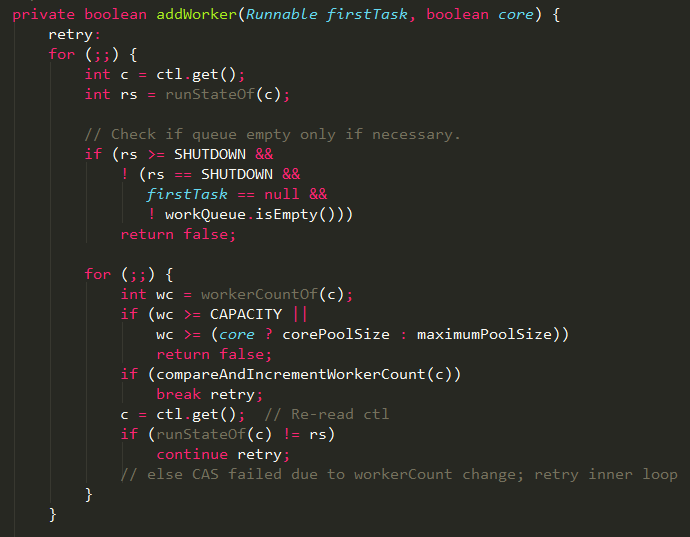 private boolean addWorker(Runnable firstTask, boolean core) {
    retry:
    for (;;) {
        int c = ctl.get();
        int rs = runStateOf(c);

        // Check if queue empty only if necessary.
        if (rs >= SHUTDOWN &&
            ! (rs == SHUTDOWN &&
               firstTask == null &&
               ! workQueue.isEmpty()))
            return false;

        for (;;) {
            int wc = workerCountOf(c);
            if (wc >= CAPACITY ||
                wc >= (core ? corePoolSize : maximumPoolSize))
                return false;
            if (compareAndIncrementWorkerCount(c))
                break retry;
            c = ctl.get();  // Re-read ctl
            if (runStateOf(c) != rs)
                continue retry;
            // else CAS failed due to workerCount change; retry inner loop
        }
    }